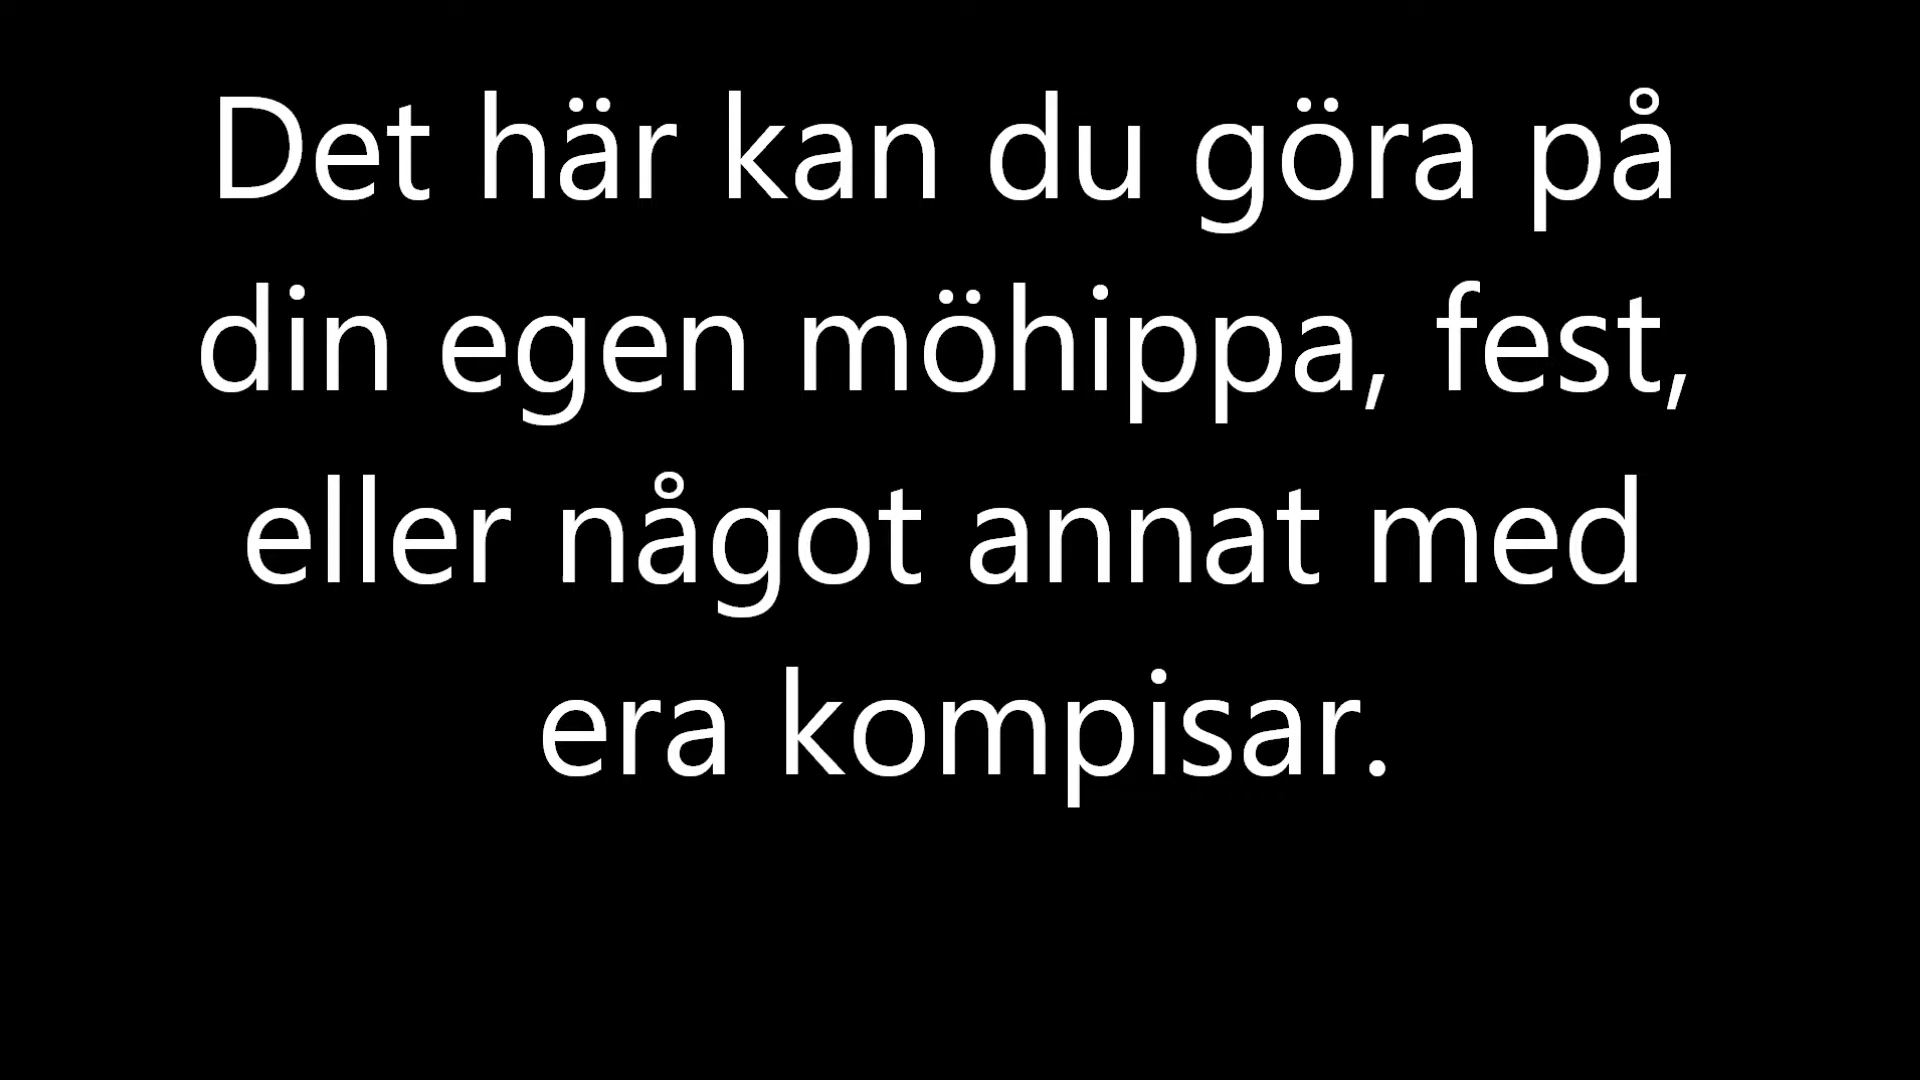 Det här kan du göra på
din egen möhippa, fest,
eller något annat med
era kompisar.